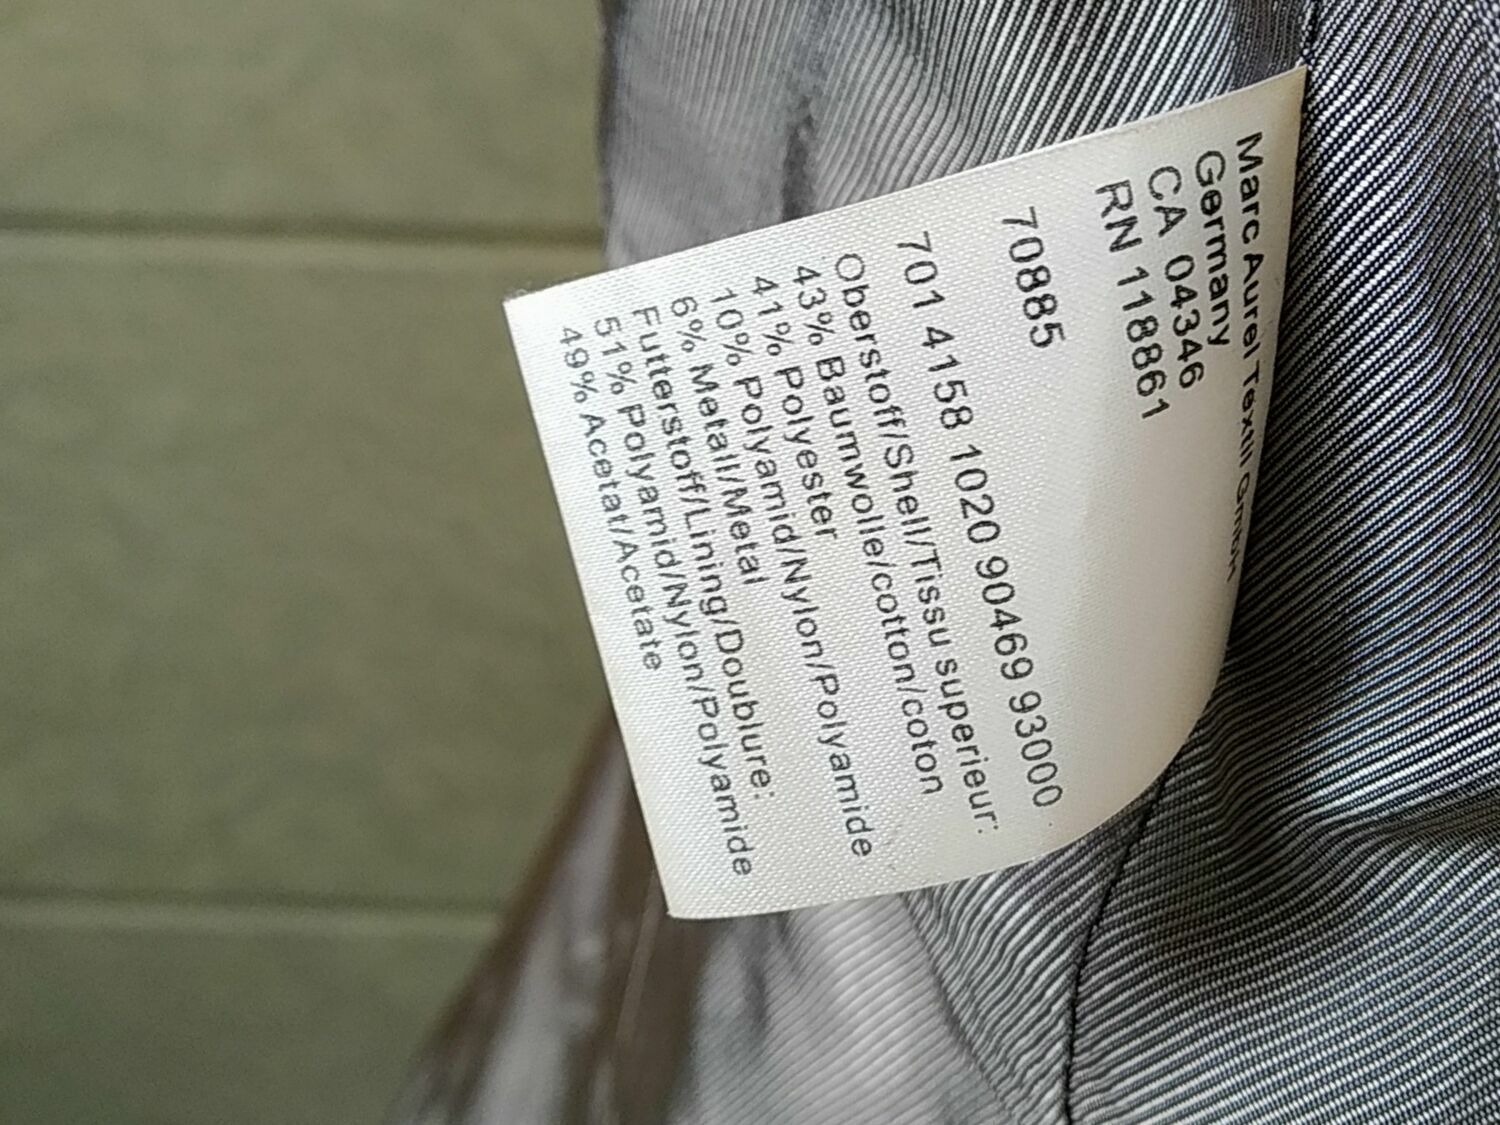 Marc Aurel Textil GmbH
Germany
CA 04346
RN 118861
70885
701 4158 1020 90469 93000
Oberstoff/Shell/Tissu superieur:
43% Baumwolle/cotton/coton
41% Polyester
10% Polyamid/Nylon/Polyamide
6% Metall/Metal
Futterstoff/Lining/Doublure:
51% Polyamid/Nylon/Polyamide
49% Acetat/Acetate